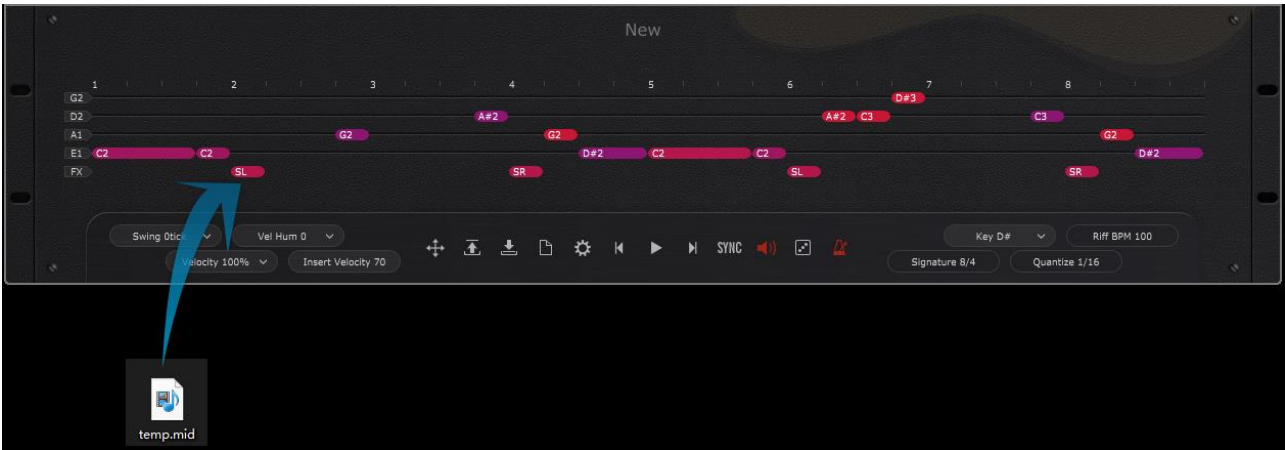 New
1 2 3 4 5 6 7 8
G2 D#3
D2 A#2 A#2 C3 C3
A1 G2 G2 G2
E1 C2 C2 D#2 C2 C2 D#2
FX SL SR SL SR
Swing 0tick Vel Hum 0 Key D# Riff BPM 100
SYNC
Velocity 100% Insert Velocity 70 Signature 8/4 Quantize 1/16
temp.mid